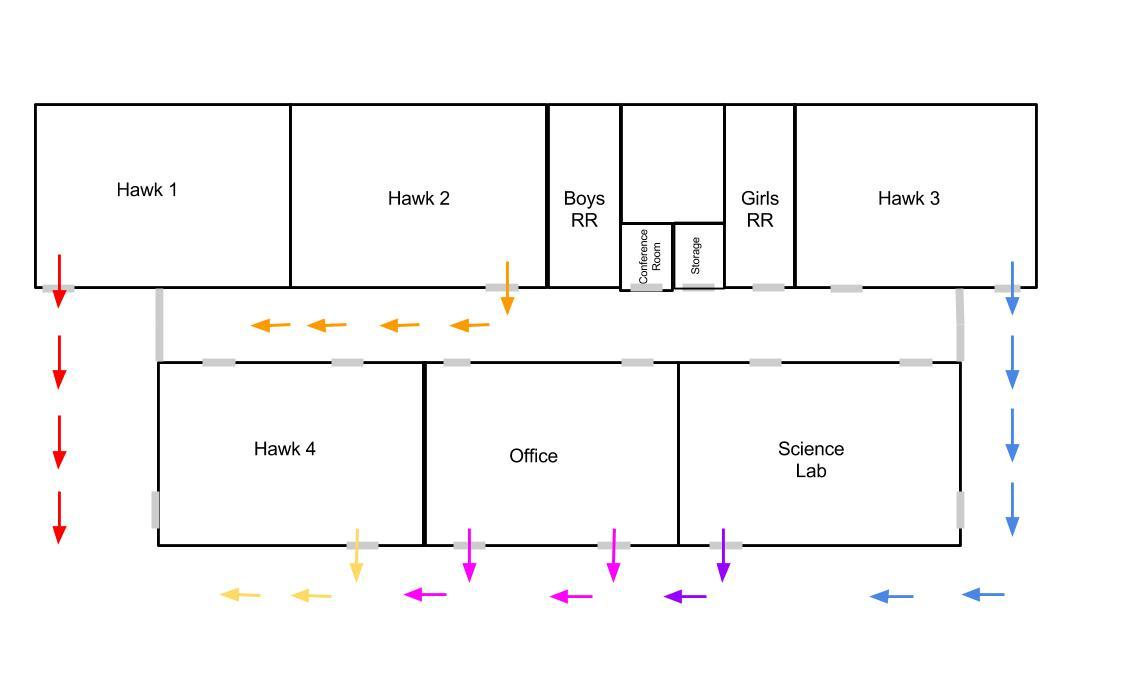 Hawk 1
Hawk 2
Boys
RR
Conference
Room
Storage
Girls
RR
Hawk 3
Hawk 4
Office
Science
Lab